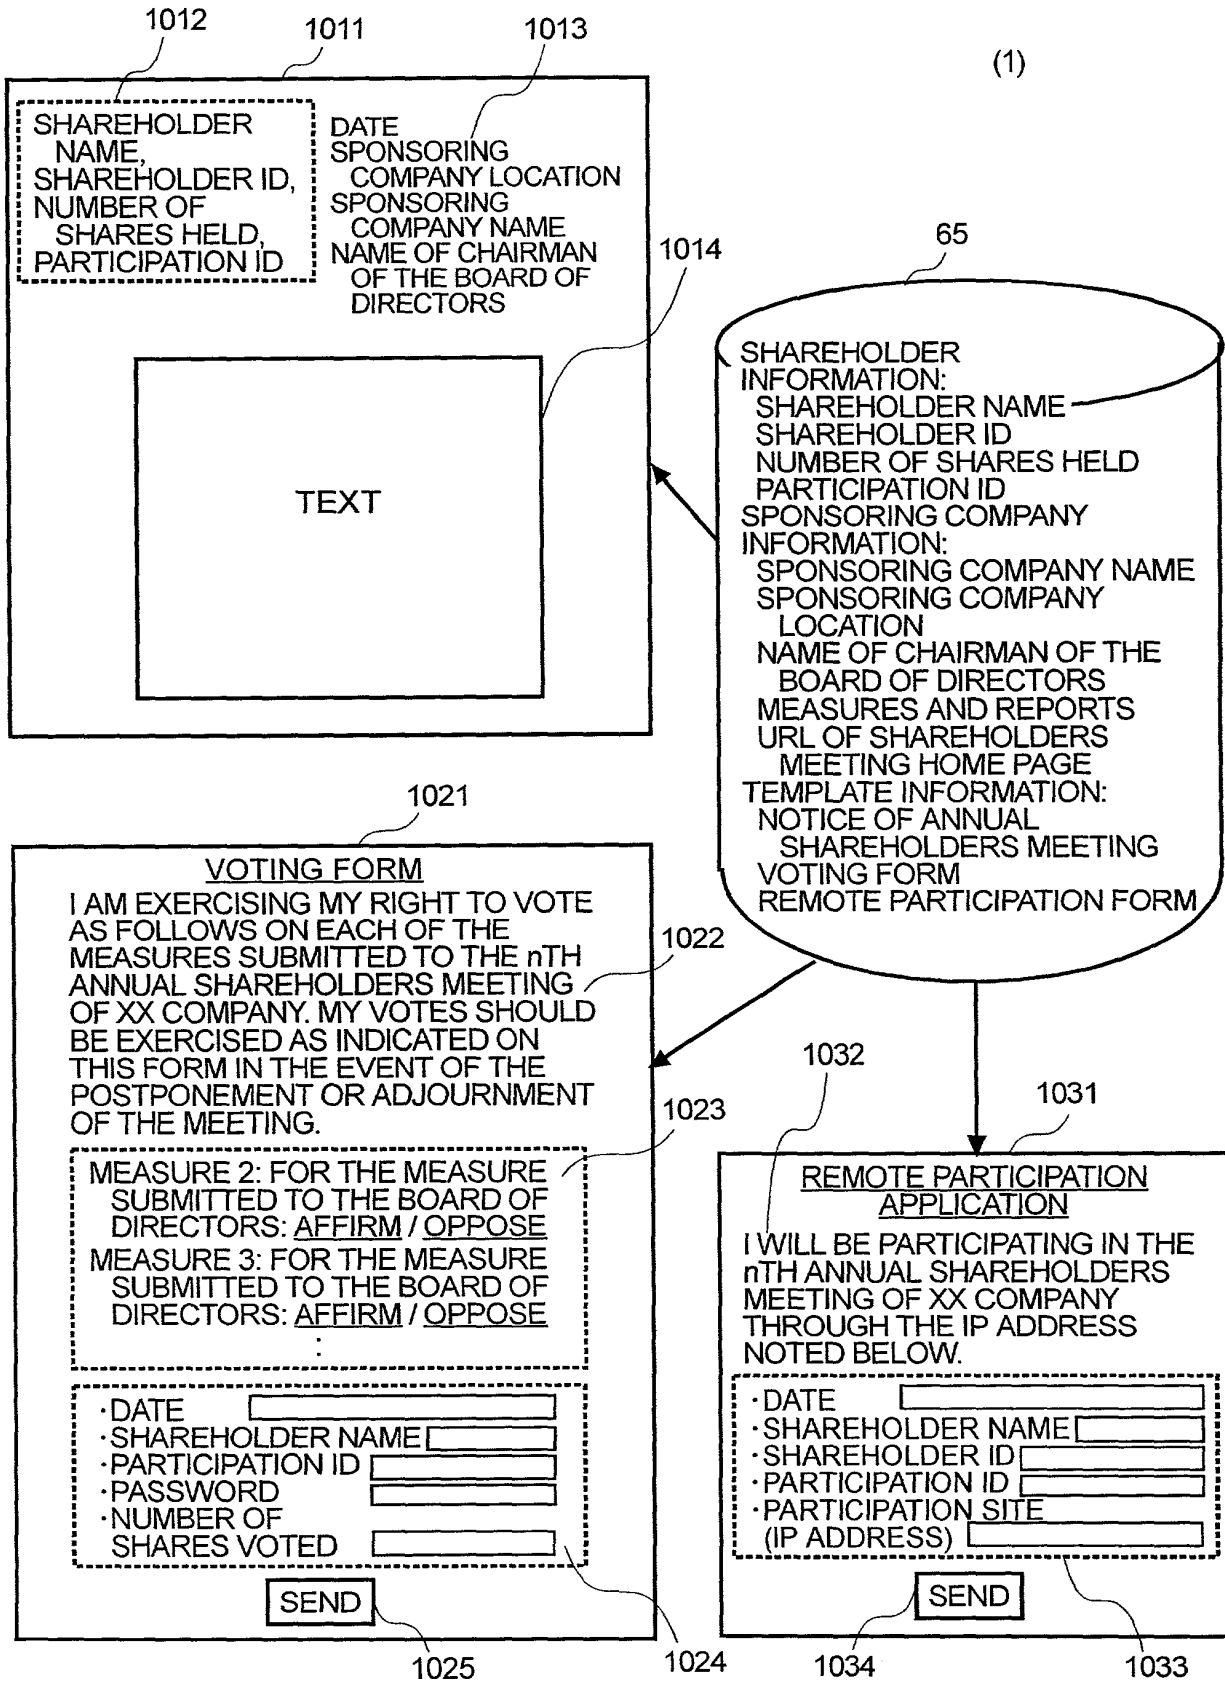 1012
1011
1013
(1)
SHAREHOLDER
NAME,
SHAREHOLDER ID,
NUMBER OF
SHARES HELD,
PARTICIPATION ID
DATE
SPONSORING
COMPANY LOCATION
SPONSORING
COMPANY NAME
NAME OF CHAIRMAN
OF THE BOARD OF
DIRECTORS
1014
TEXT
65
SHAREHOLDER
INFORMATION:
SHAREHOLDER NAME
SHAREHOLDER ID
NUMBER OF SHARES HELD
PARTICIPATION ID
SPONSORING COMPANY
INFORMATION:
SPONSORING COMPANY NAME
SPONSORING COMPANY
LOCATION
NAME OF CHAIRMAN OF THE
BOARD OF DIRECTORS
MEASURES AND REPORTS
URL OF SHAREHOLDERS
MEETING HOME PAGE
TEMPLATE INFORMATION:
NOTICE OF ANNUAL
SHAREHOLDERS MEETING
VOTING FORM
REMOTE PARTICIPATION FORM
1021
VOTING FORM
I AM EXERCISING MY RIGHT TO VOTE
AS FOLLOWS ON EACH OF THE
MEASURES SUBMITTED TO THE nTH
ANNUAL SHAREHOLDERS MEETING
OF XX COMPANY. MY VOTES SHOULD
BE EXERCISED AS INDICATED ON
THIS FORM IN THE EVENT OF THE
POSTPONEMENT OR ADJOURNMENT
OF THE MEETING.
1022
1023
MEASURE 2: FOR THE MEASURE
SUBMITTED TO THE BOARD OF
DIRECTORS: AFFIRM / OPPOSE
MEASURE 3: FOR THE MEASURE
SUBMITTED TO THE BOARD OF
DIRECTORS: AFFIRM / OPPOSE
:
·DATE
·SHAREHOLDER NAME
·PARTICIPATION ID
·PASSWORD
·NUMBER OF
SHARES VOTED
SEND
1025
1024
1032
1031
REMOTE PARTICIPATION
APPLICATION
I WILL BE PARTICIPATING IN THE
nTH ANNUAL SHAREHOLDERS
MEETING OF XX COMPANY
THROUGH THE IP ADDRESS
NOTED BELOW.
·DATE
·SHAREHOLDER NAME
·SHAREHOLDER ID
·PARTICIPATION ID
·PARTICIPATION SITE
(IP ADDRESS)
SEND
1034
1033